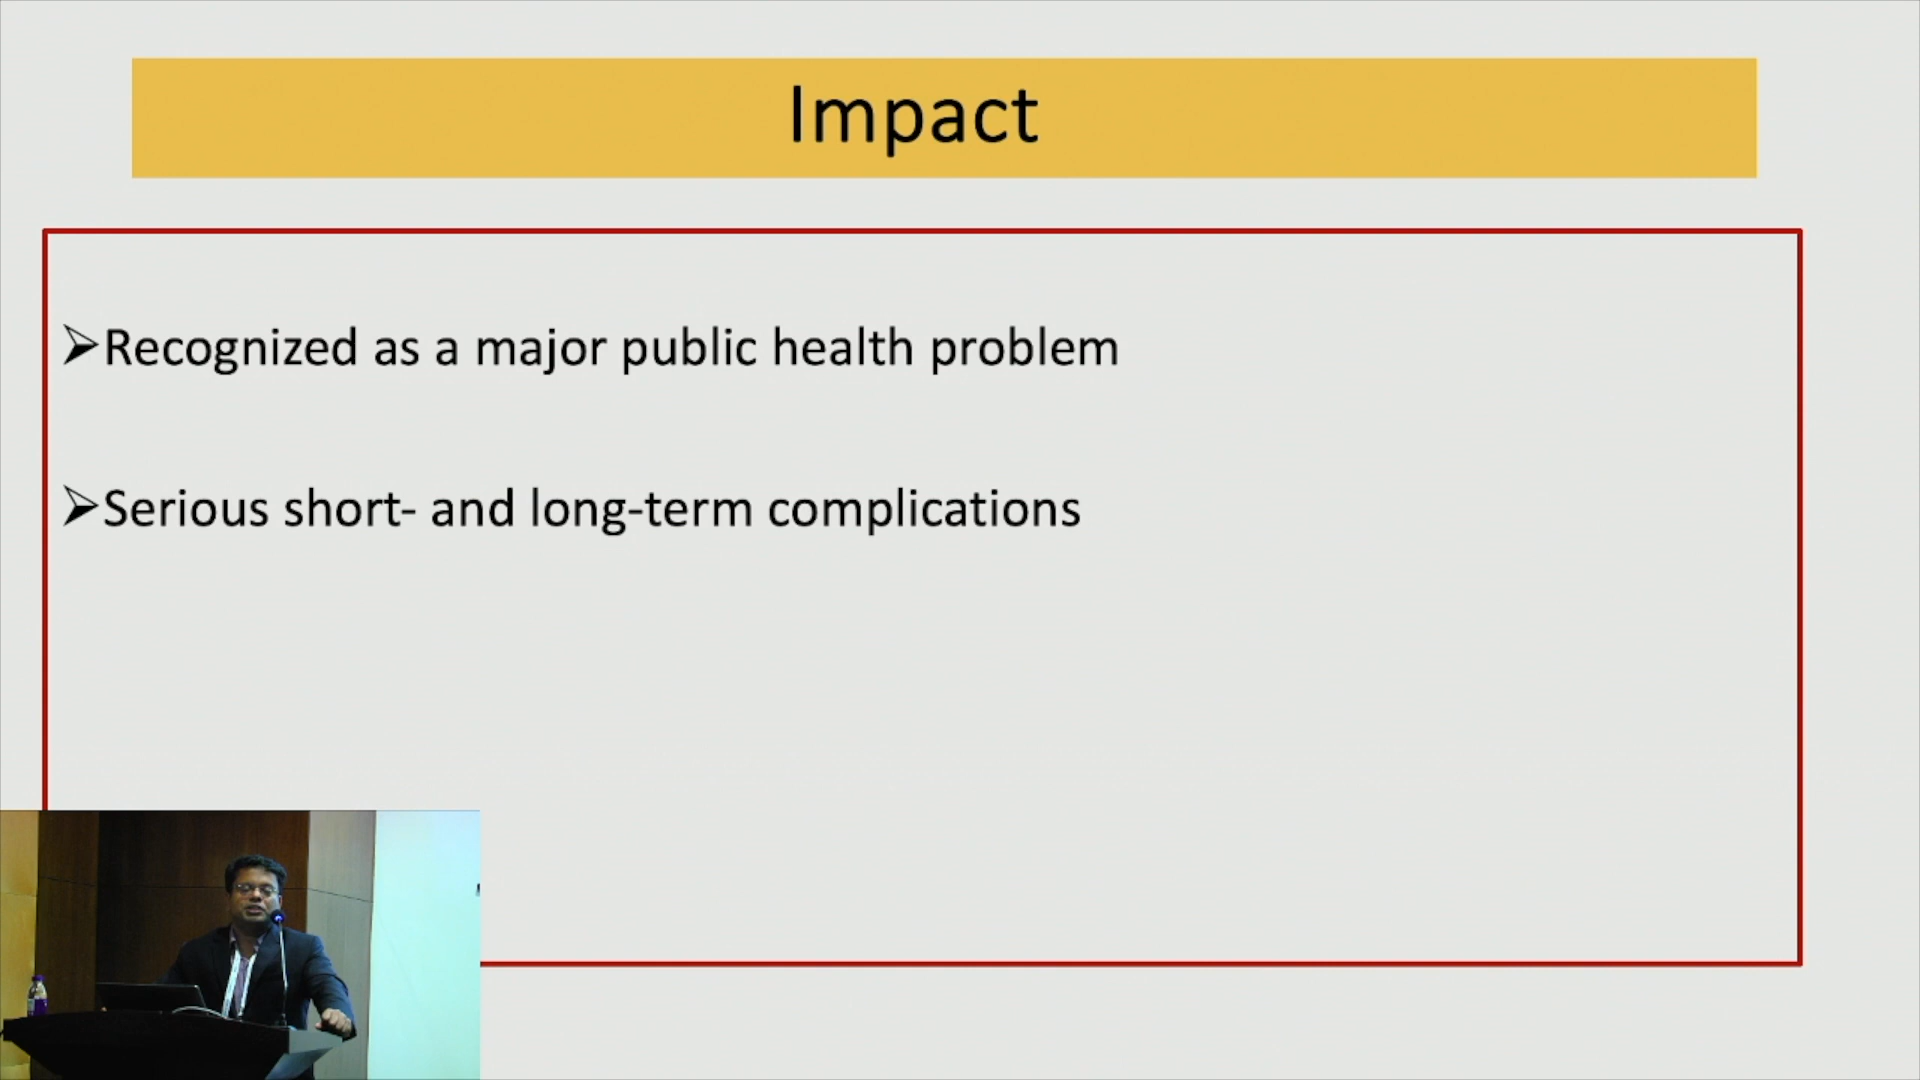 Impact
➢Recognized as a major public health problem
➢Serious short- and long-term complications